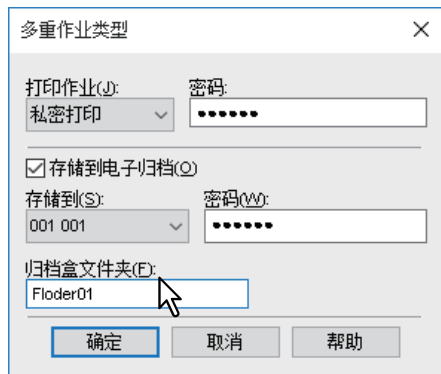 多重作业类型
打印作业(J): 密码:
私密打印 ●●●●●●
存储到电子归档(O)
存储到(S): 密码(W):
001 001 ●●●●●●
归档盒文件夹(F):
Floder01
确定 取消 帮助